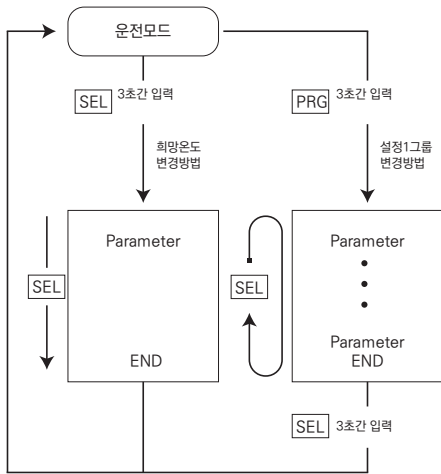 운전모드
SEL 3초간 입력
PRG 3초간 입력
희망온도
변경방법
설정1그룹
변경방법
SEL
Parameter
END
SEL
Parameter
Parameter
END
SEL 3초간 입력